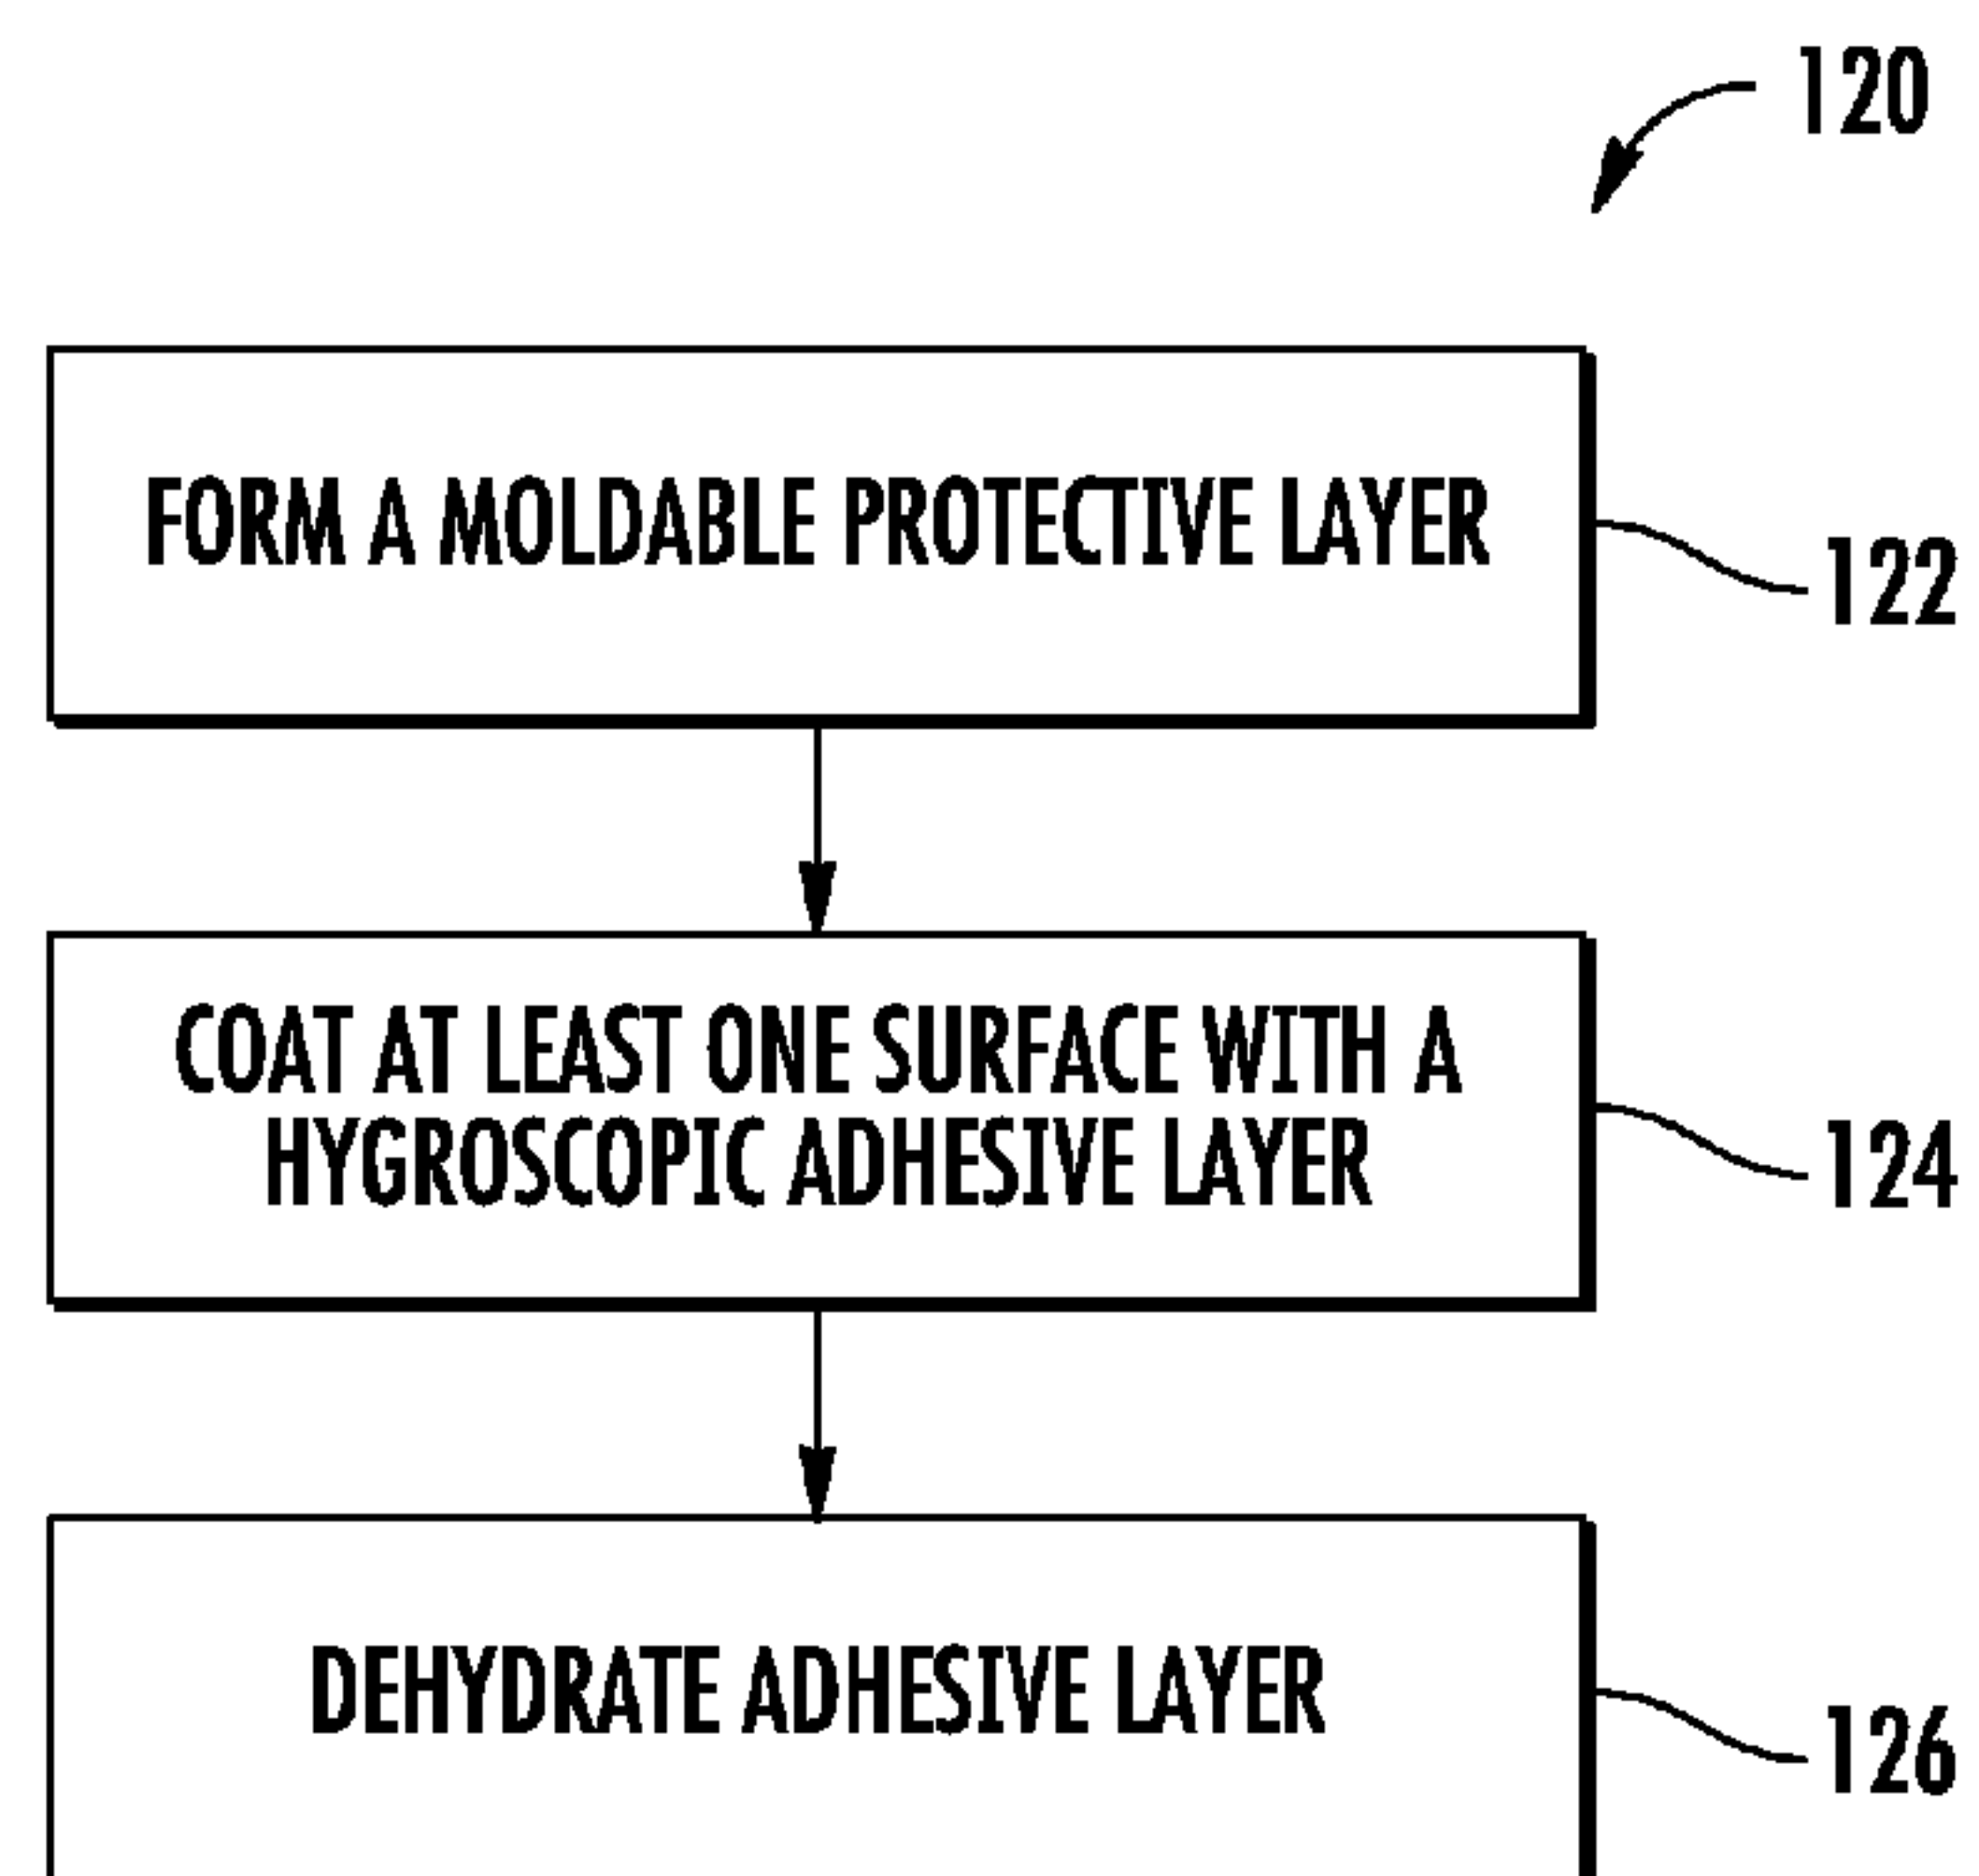 120
FORM A MOLDABLE PROTECTIVE LAYER
122
COAT AT LEAST ONE SURFACE WITH A
HYGROSCOPIC ADHESIVE LAYER
124
DEHYDRATE ADHESIVE LAYER
126